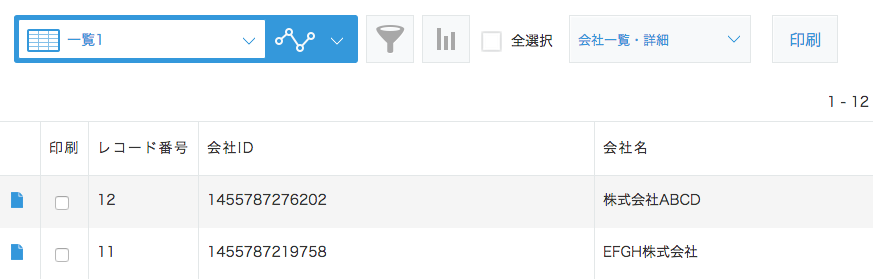 一覧1 全選択 会社一覧・詳細 印刷
1 - 12
印刷 レコード番号 会社ID 会社名
12 1455787276202 株式会社ABCD
11 1455787219758 EFGH株式会社